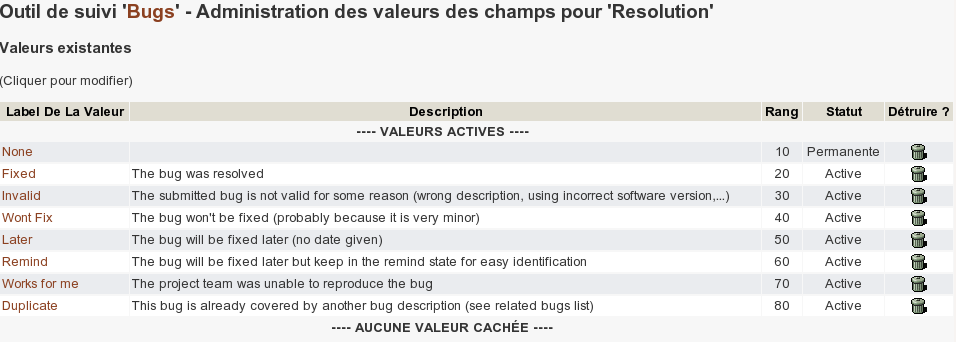 Outil de suivi 'Bugs' - Administration des valeurs des champs pour 'Resolution'
Valeurs existantes
(Cliquer pour modifier)
Label De La Valeur Description Rang Statut Détruire ?
---- VALEURS ACTIVES ----
None 10 Permanente
Fixed The bug was resolved 20 Active
Invalid The submitted bug is not valid for some reason (wrong description, using incorrect software version,...) 30 Active
Wont Fix The bug won't be fixed (probably because it is very minor) 40 Active
Later The bug will be fixed later (no date given) 50 Active
Remind The bug will be fixed later but keep in the remind state for easy identification 60 Active
Works for me The project team was unable to reproduce the bug 70 Active
Duplicate This bug is already covered by another bug description (see related bugs list) 80 Active
---- AUCUNE VALEUR CACHÉE ----